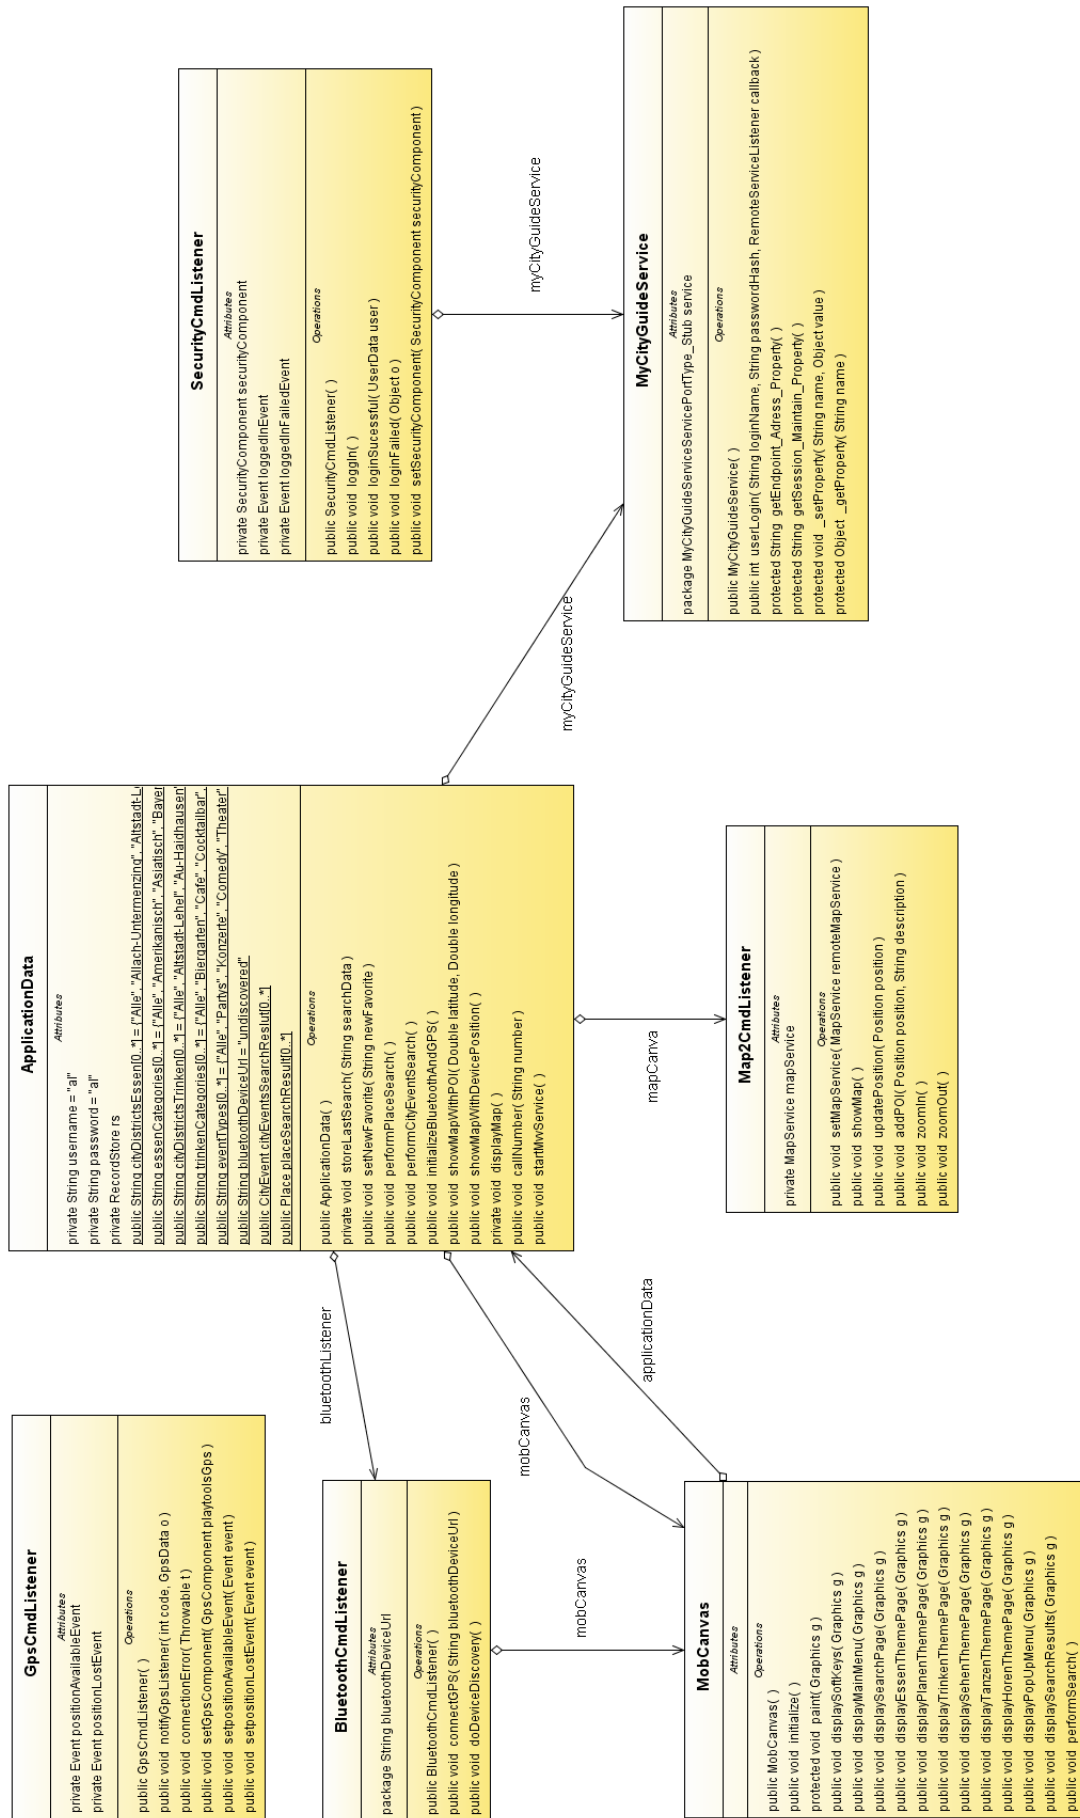 GpsCmdListener
Attributes
private Event positionAvailableEvent
private Event positionLostEvent
Operations
public GpsCmdListener( )
public void notifyGpsListener( int code, GpsData o )
public void connectionError( Throwable t )
public void setGpsComponent( GpsComponent playtoolsGps )
public void setpositionAvailableEvent( Event event )
public void setpositionLostEvent( Event event )
ApplicationData
Attributes
private String username = "al"
private String password = "al"
private RecordStore rs
public String cityDistrictsEssen[0..*] = {"Alle", "Allach-Untermenzing", "Altstadt-L
public String essenCategories[0..*] = {"Alle", "Amerikanisch", "Asiatisch", "Bayer
public String cityDistrictsTrinken[0..*] = {"Alle", "Altstadt-Lehel", "Au-Haidhausen"
public String trinkenCategories[0..*] = {"Alle", "Biergarten", "Cafe", "Cocktailbar",
public String eventTypes[0..*] = {"Alle", "Partys", "Konzerte", "Comedy", "Theater"
public String bluetoothDeviceUrl = "undiscovered"
public CityEvent cityEventsSearchReslut[0..*]
public Place placeSearchResult[0..*]
Operations
public ApplicationData( )
private void storeLastSearch( String searchData )
public void setNewFavorite( String newFavorite )
public void performPlaceSearch( )
public void performCityEventSearch( )
public void initializeBluetoothAndGPS( )
public void showMapWithPOI( Double latitude, Double longitude )
public void showMapWithDevicePosition( )
private void displayMap( )
public void callNumber( String number )
public void startMvvService( )
SecurityCmdListener
Attributes
private SecurityComponent securityComponent
private Event loggedInEvent
private Event loggedInFailedEvent
Operations
public SecurityCmdListener( )
public void loggIn( )
public void loginSucessful( UserData user )
public void loginFailed( Object o )
public void setSecurityComponent( SecurityComponent securityComponent )
bluetoothListener
mobCanvas
applicationData
myCityGuideService
myCityGuideService
mapCanva
mobCanvas
BluetoothCmdListener
Attributes
package String bluetoothDeviceUrl
Operations
public BluetoothCmdListener( )
public void connectGPS( String bluetoothDeviceUrl )
public void doDeviceDiscovery( )
MobCanvas
Attributes
Operations
public MobCanvas( )
public void initialize( )
protected void paint( Graphics g )
public void displaySoftKeys( Graphics g )
public void displayMainMenu( Graphics g )
public void displaySearchPage( Graphics g )
public void displayEssenThemePage( Graphics g )
public void displayPlanenThemePage( Graphics g )
public void displayTrinkenThemePage( Graphics g )
public void displaySehenThemePage( Graphics g )
public void displayTanzenThemePage( Graphics g )
public void displayHorenThemePage( Graphics g )
public void displayPopUpMenu( Graphics g )
public void displaySearchResults( Graphics g )
public void performSearch( )
Map2CmdListener
Attributes
private MapService mapService
Operations
public void setMapService( MapService remoteMapService )
public void showMap( )
public void updatePosition( Position position )
public void addPOI( Position position, String description )
public void zoomIn( )
public void zoomOut( )
MyCityGuideService
Attributes
package MyCityGuideServiceServicePortType_Stub service
Operations
public MyCityGuideService( )
public int userLogin( String loginName, String passwordHash, RemoteServiceListener callback )
protected String getEndpoint_Adress_Property( )
protected String getSession_Maintain_Property( )
protected void _setProperty( String name, Object value )
protected Object _getProperty( String name )